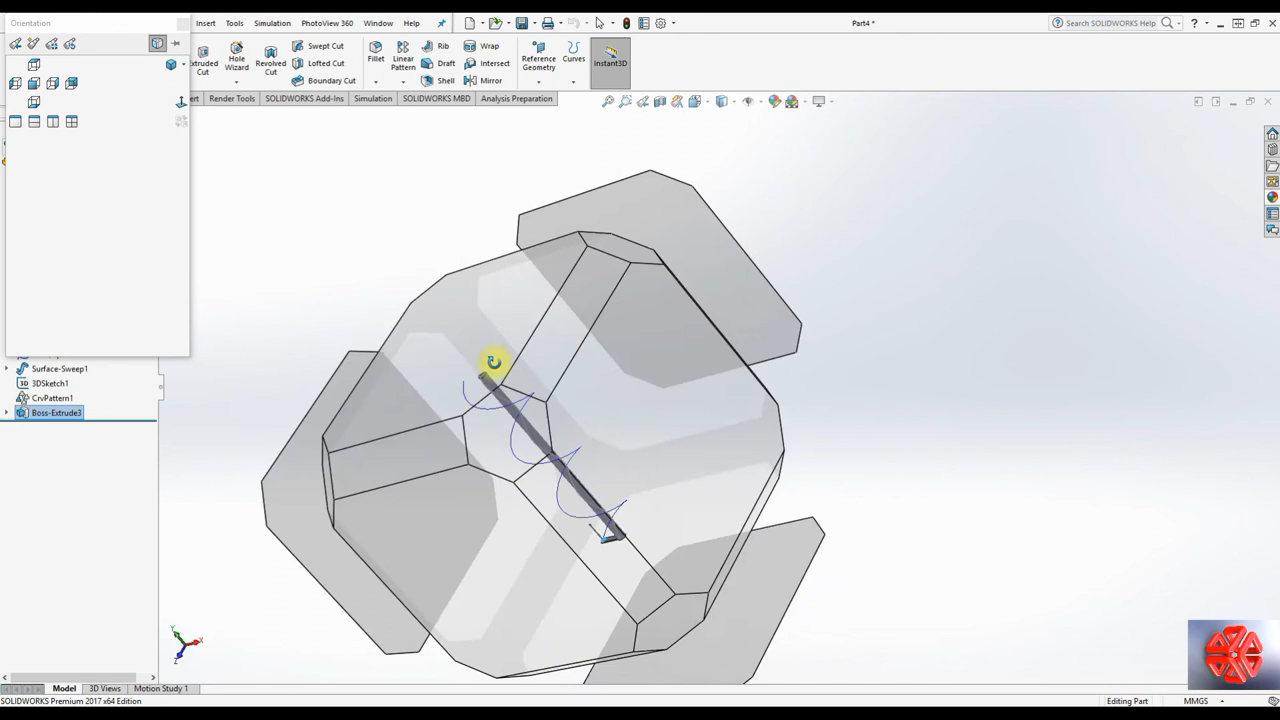 Orientation
Insert Tools Simulation PhotoView 360 Window Help
Part4 *
Search SOLIDWORKS Help
Extruded Cut
Hole Wizard
Revolved Cut
Swept Cut
Lofted Cut
Boundary Cut
Fillet
Linear Pattern
Rib
Draft
Shell
Wrap
Intersect
Mirror
Reference Geometry
Curves
Instant3D
Render Tools SOLIDWORKS Add-Ins Simulation SOLIDWORKS MBD Analysis Preparation
Surface-Sweep1
3DSketch1
CrvPattern1
Boss-Extrude3
Y X Z
Model 3D Views Motion Study 1
SOLIDWORKS Premium 2017 x64 Edition
Editing Part
MMGS